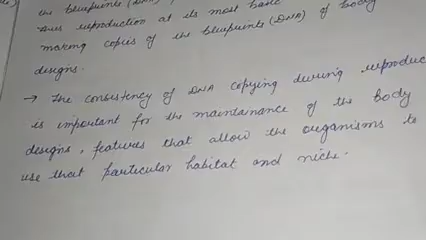 the blueprints (DNA)
Thus reproduction at its most basic
making copies of the blueprints (DNA) of body
designs.
→ The consistency of DNA copying during reproduc
is important for the maintainance of the body
designs, features that allow the organisms to
use that particular habitat and niche.